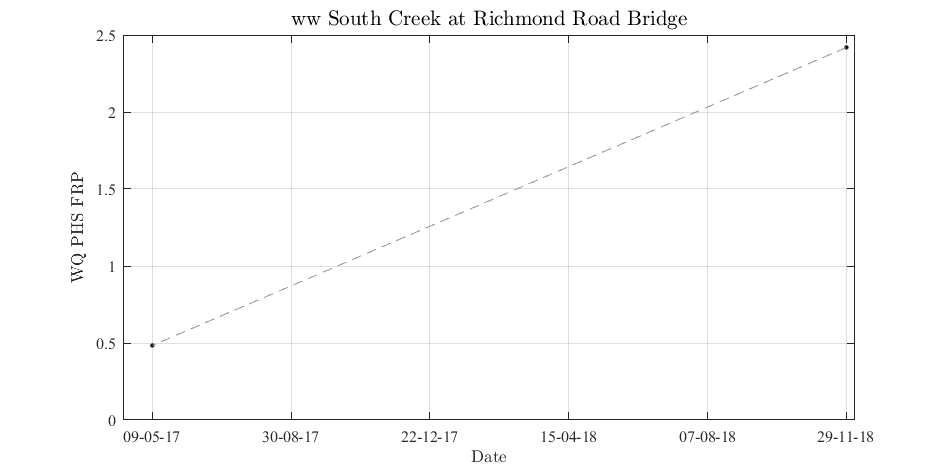 ww South Creek at Richmond Road Bridge
2.5
2
1.5
1
0.5
0
WQ PHS FRP
09-05-17 30-08-17 22-12-17 15-04-18 07-08-18 29-11-18
Date